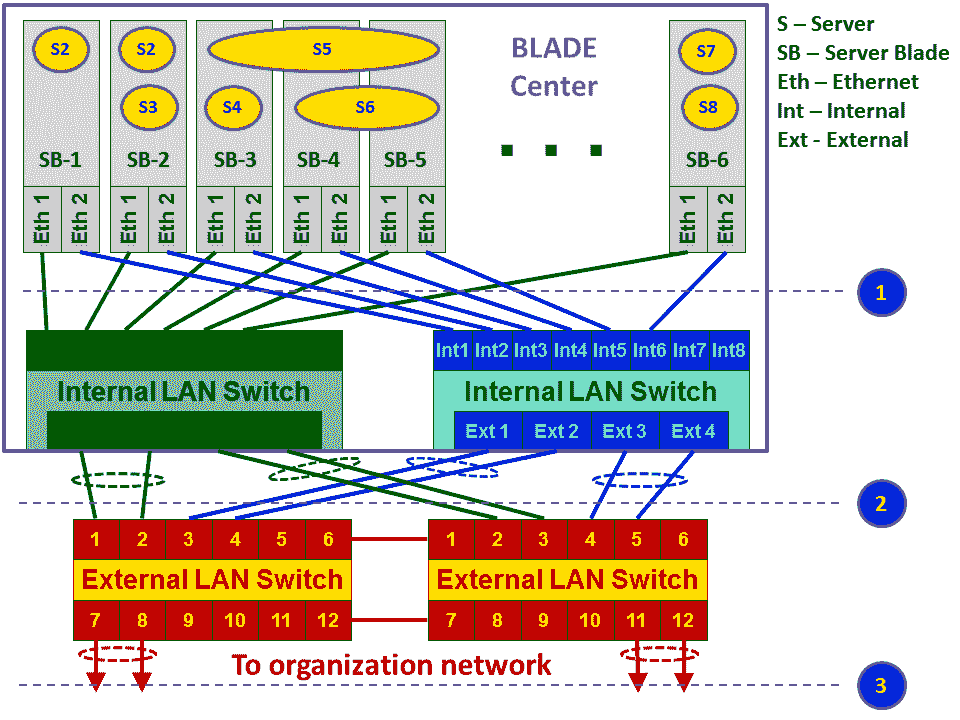 S – Server
SB – Server Blade
Eth – Ethernet
Int – Internal
Ext - External
BLADE
Center
S2
S2
S5
S7
S3
S4
S6
S8
SB-1
SB-2
SB-3
SB-4
SB-5
SB-6
Eth 1
Eth 2
Eth 1
Eth 2
Eth 1
Eth 2
Eth 1
Eth 2
Eth 1
Eth 2
Eth 1
Eth 2
1
Int1 Int2 Int3 Int4 Int5 Int6 Int7 Int8
Internal LAN Switch
Internal LAN Switch
Ext 1 Ext 2 Ext 3 Ext 4
2
1 2 3 4 5 6
1 2 3 4 5 6
External LAN Switch
External LAN Switch
7 8 9 10 11 12
7 8 9 10 11 12
To organization network
3